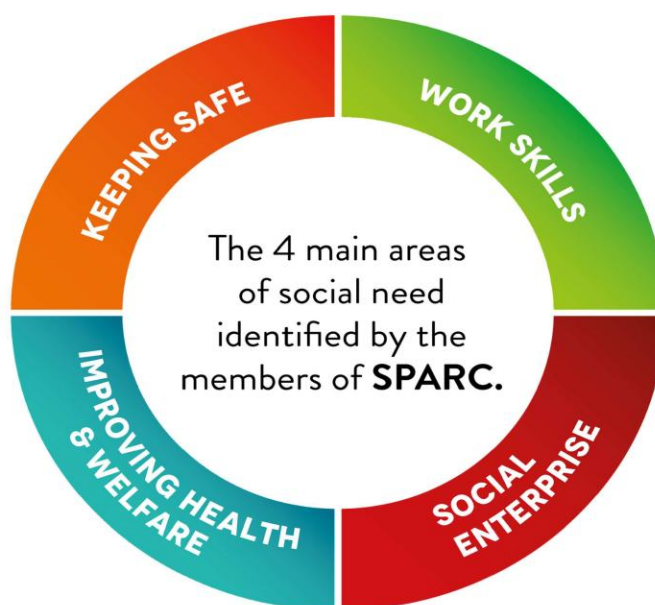 KEEPING SAFE
WORK SKILLS
The 4 main areas
of social need
identified by the
members of SPARC.
IMPROVING HEALTH
& WELFARE
SOCIAL
ENTERPRISE